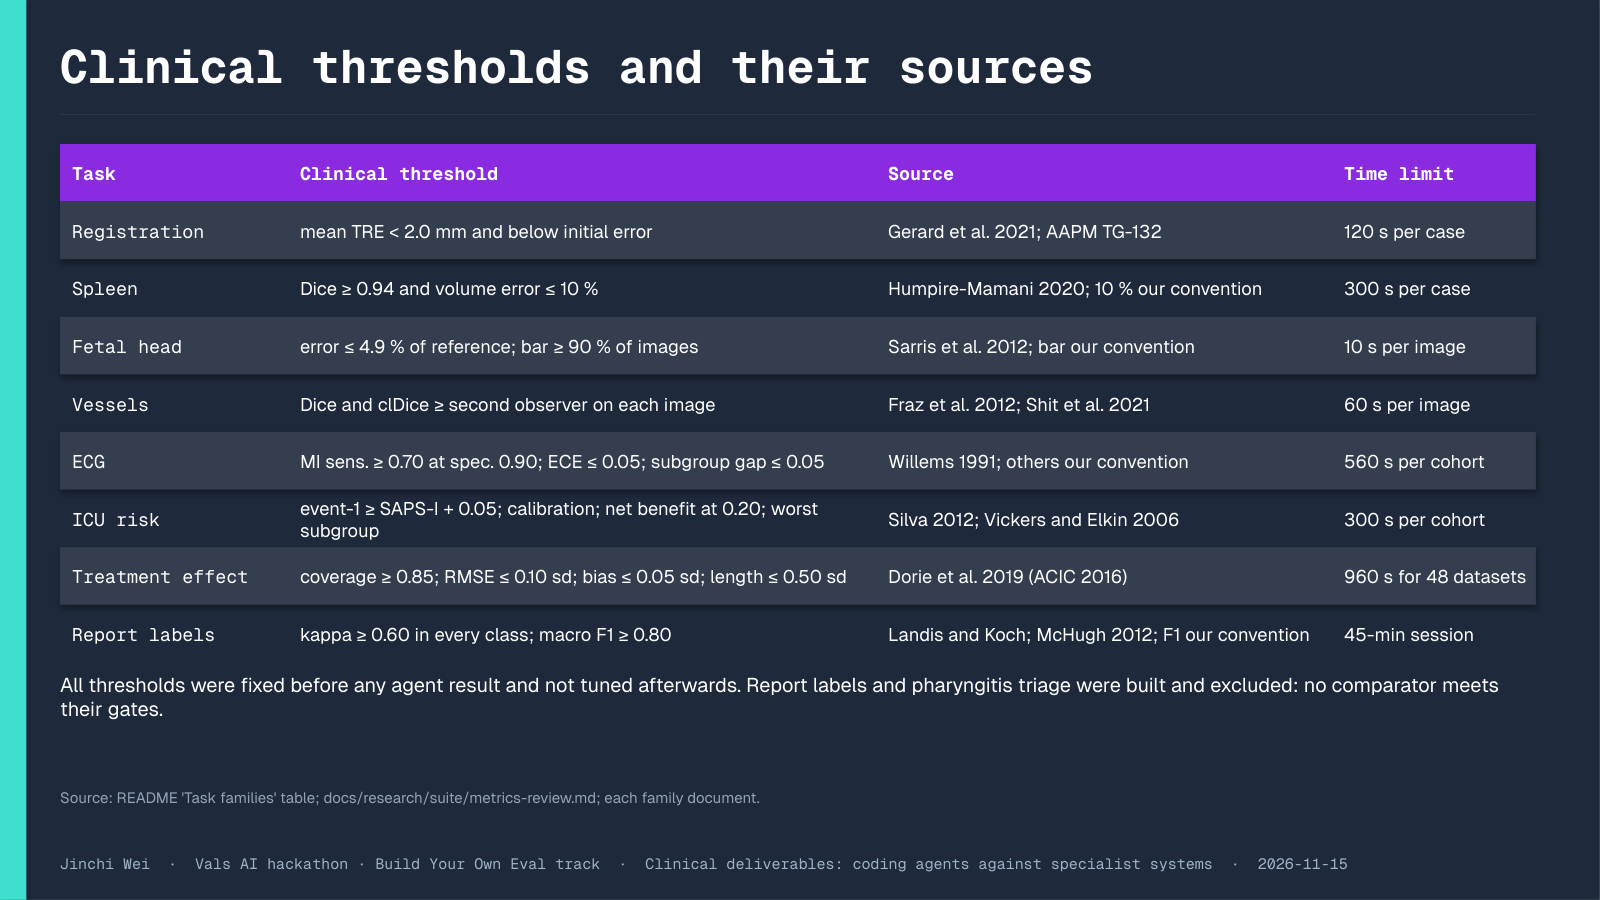 Clinical thresholds and their sources
Task Clinical threshold Source Time limit
Registration mean TRE < 2.0 mm and below initial error Gerard et al. 2021; AAPM TG-132 120 s per case
Spleen Dice ≥ 0.94 and volume error ≤ 10 % Humpire-Mamani 2020; 10 % our convention 300 s per case
Fetal head error ≤ 4.9 % of reference; bar ≥ 90 % of images Sarris et al. 2012; bar our convention 10 s per image
Vessels Dice and clDice ≥ second observer on each image Fraz et al. 2012; Shit et al. 2021 60 s per image
ECG MI sens. ≥ 0.70 at spec. 0.90; ECE ≤ 0.05; subgroup gap ≤ 0.05 Willems 1991; others our convention 560 s per cohort
ICU risk event-1 ≥ SAPS-I + 0.05; calibration; net benefit at 0.20; worst
subgroup Silva 2012; Vickers and Elkin 2006 300 s per cohort
Treatment effect coverage ≥ 0.85; RMSE ≤ 0.10 sd; bias ≤ 0.05 sd; length ≤ 0.50 sd Dorie et al. 2019 (ACIC 2016) 960 s for 48 datasets
Report labels kappa ≥ 0.60 in every class; macro F1 ≥ 0.80 Landis and Koch; McHugh 2012; F1 our convention 45-min session
All thresholds were fixed before any agent result and not tuned afterwards. Report labels and pharyngitis triage were built and excluded: no comparator meets
their gates.
Source: README 'Task families' table; docs/research/suite/metrics-review.md; each family document.
Jinchi Wei · Vals AI hackathon · Build Your Own Eval track · Clinical deliverables: coding agents against specialist systems · 2026-11-15